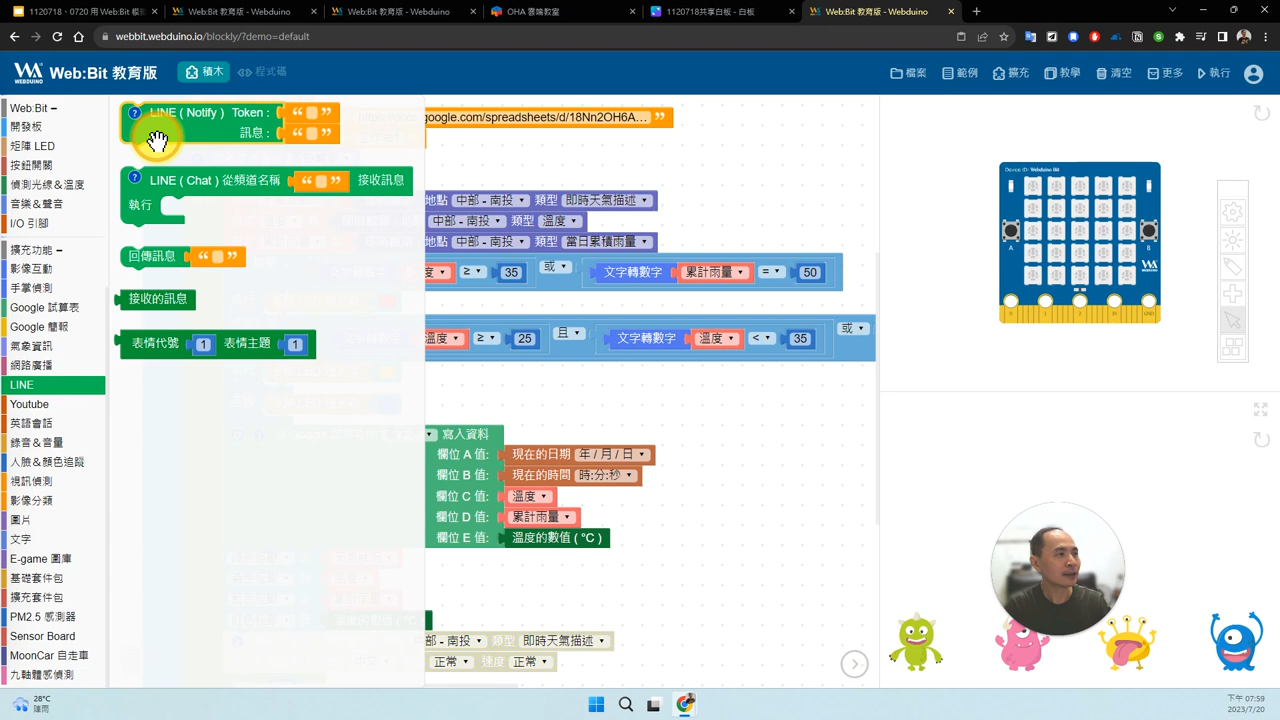 1120718 - 0720 用 Web:Bit 模
Web:Bit 教育版 - Webduino
Web:Bit 教育版 - Webduino
OHA 雲端教室
1120718共享白板 - 白板
Web:Bit 教育版 - Webduino
webbit.webduino.io/blockly/?demo=default
WEBDUINO
Web:Bit 教育版
積木
程式碼
檔案
範例
擴充
教學
清空
更多
執行
Web:Bit
開發板
矩陣 LED
按鈕開關
偵測光線＆溫度
音樂＆聲音
I/O 引腳
擴充功能
影像互動
手掌偵測
Google 試算表
Google 簡報
氣象資訊
網路廣播
LINE
Youtube
英語會話
錄音＆音量
人臉＆顏色追蹤
視訊偵測
影像分類
圖片
文字
E-game 圖庫
基礎套件包
擴充套件包
PM2.5 感測器
Sensor Board
MoonCar 自走車
九軸體感偵測
LINE ( Notify ) Token :
訊息 :
LINE ( Chat ) 從頻道名稱 接收訊息
執行
回傳訊息
接收的訊息
表情代號 1 表情主題 1
google.com/spreadsheets/d/18Nn2OH6A...
地點 中部 - 南投 類型 即時天氣描述
中部 - 南投 類型 溫度
地點 中部 - 南投 類型 當日累積雨量
度 ≥ 35 或 文字轉數字 累計雨量 = 50
溫度 ≥ 25 且 文字轉數字 溫度 < 35 或
寫入資料
欄位 A 值: 現在的日期 年 / 月 / 日
欄位 B 值: 現在的時間 時:分:秒
欄位 C 值: 溫度
欄位 D 值: 累計雨量
欄位 E 值: 溫度的數值 ( °C )
部 - 南投 類型 即時天氣描述
正常 速度 正常
Device ID: Webduino Bit
A
B
28°C
陣雨
下午 07:59
2023/7/20